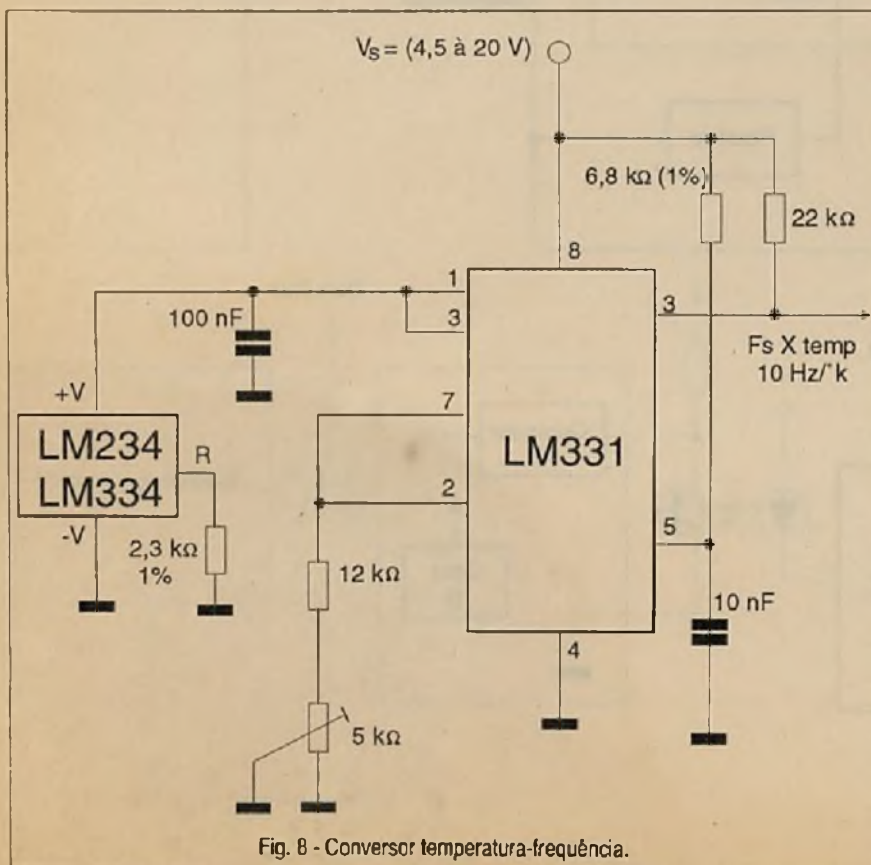 VS = (4,5 à 20 V)
6,8 kΩ (1%)
22 kΩ
8
1
3
100 nF
3
Fs X temp
10 Hz/°k
+V
7
LM234
LM334
R
LM331
2
-V
5
2,3 kΩ
1%
12 kΩ
10 nF
4
5 kΩ
Fig. 8 - Conversor temperatura-frequência.